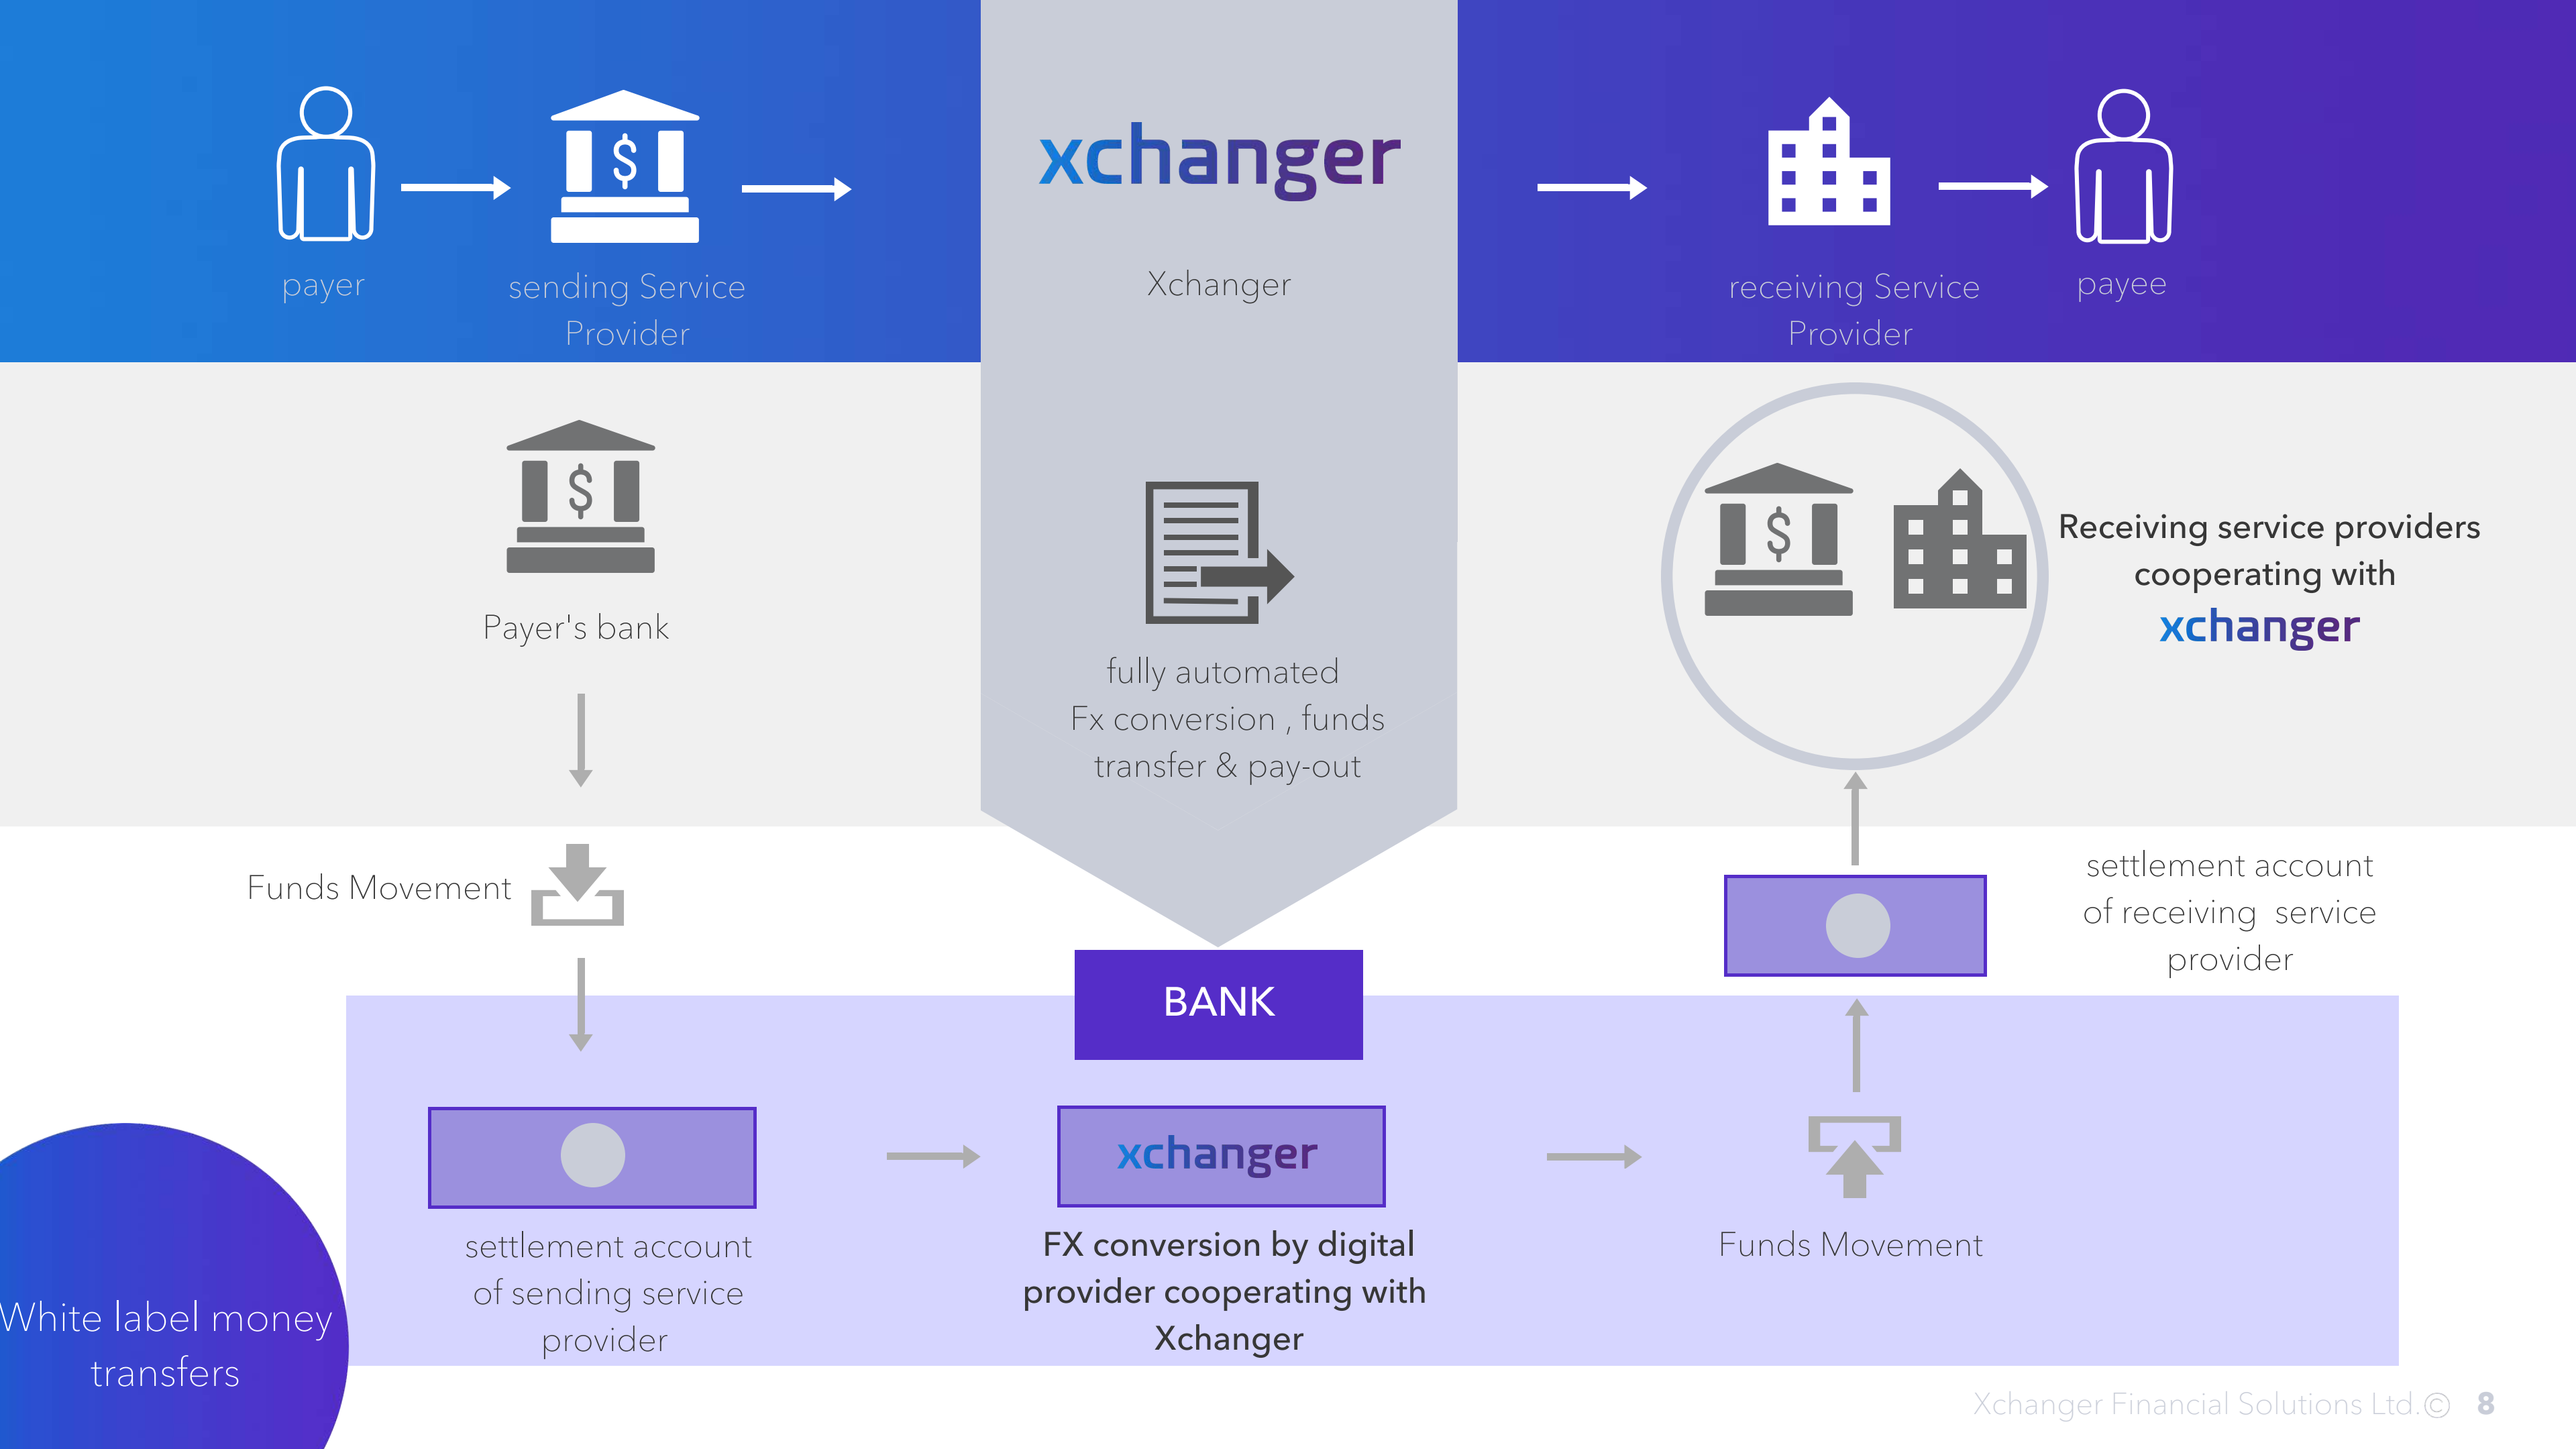 xchanger
payer
sending Service
Provider
Xchanger
receiving Service
Provider
payee
$
$
Payer's bank
fully automated
Fx conversion , funds
transfer & pay-out
$
Receiving service providers
cooperating with
xchanger
Funds Movement
settlement account
of receiving service
provider
BANK
xchanger
settlement account
of sending service
provider
FX conversion by digital
provider cooperating with
Xchanger
Funds Movement
White label money
transfers
Xchanger Financial Solutions Ltd.© 8